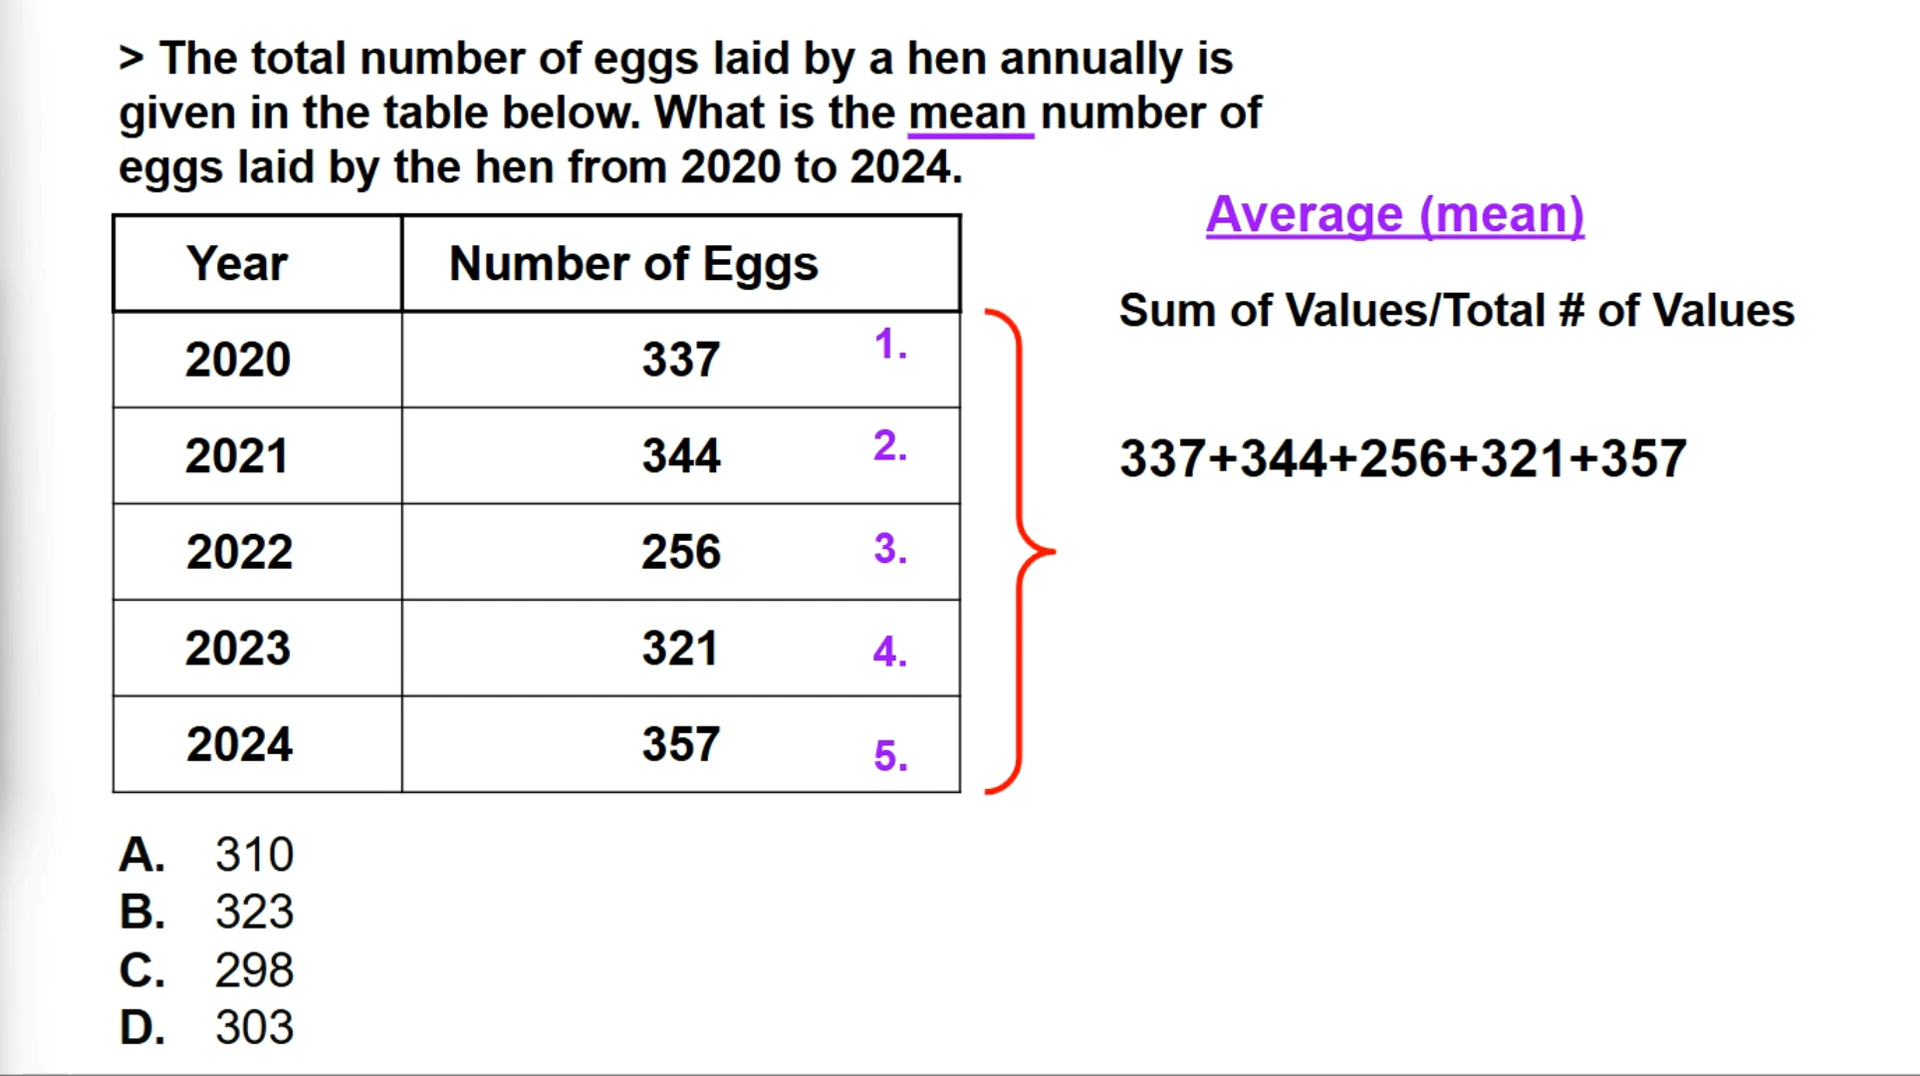 > The total number of eggs laid by a hen annually is
given in the table below. What is the mean number of
eggs laid by the hen from 2020 to 2024.
Year Number of Eggs
2020 337 1.
2021 344 2.
2022 256 3.
2023 321 4.
2024 357 5.
Average (mean)
Sum of Values/Total # of Values
337+344+256+321+357
A. 310
B. 323
C. 298
D. 303